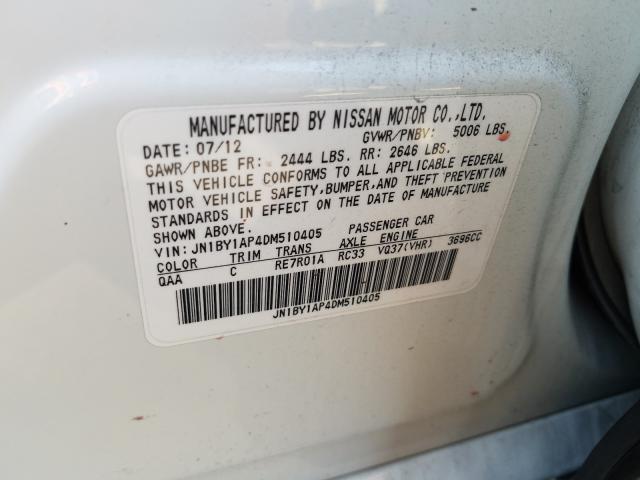 MANUFACTURED BY NISSAN MOTOR CO.,LTD.
DATE: 07/12 GVWR/PNBV: 5006 LBS.
GAWR/PNBE FR: 2444 LBS. RR: 2646 LBS.
THIS VEHICLE CONFORMS TO ALL APPLICABLE FEDERAL
MOTOR VEHICLE SAFETY,BUMPER,AND THEFT PREVENTION
STANDARDS IN EFFECT ON THE DATE OF MANUFACTURE
SHOWN ABOVE.
VIN: JN1BY1AP4DM510405 PASSENGER CAR
COLOR TRIM TRANS AXLE ENGINE
QAA C RE7R01A RC33 VQ37(VHR) 3696CC
JN1BY1AP4DM510405